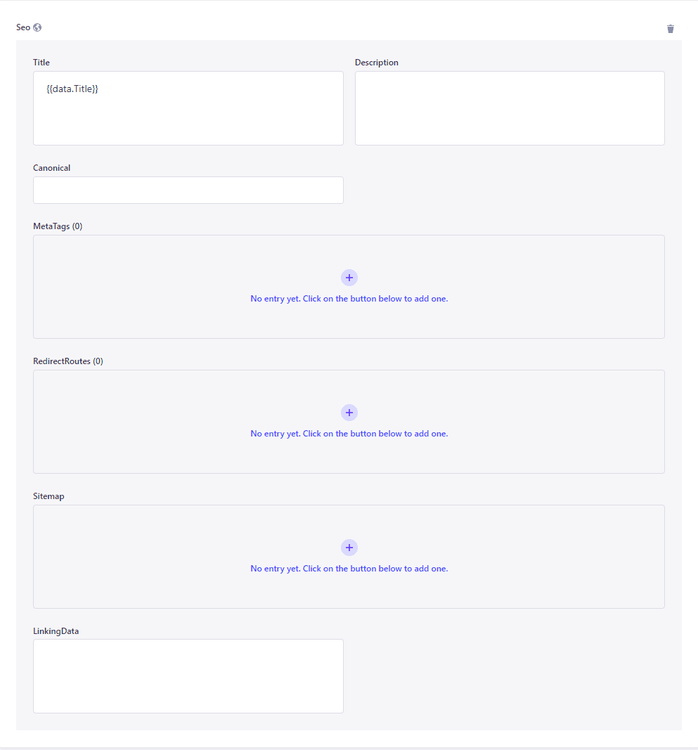 Seo
Title
Description
{{data.Title}}
Canonical
MetaTags (0)
No entry yet. Click on the button below to add one.
RedirectRoutes (0)
No entry yet. Click on the button below to add one.
Sitemap
No entry yet. Click on the button below to add one.
LinkingData